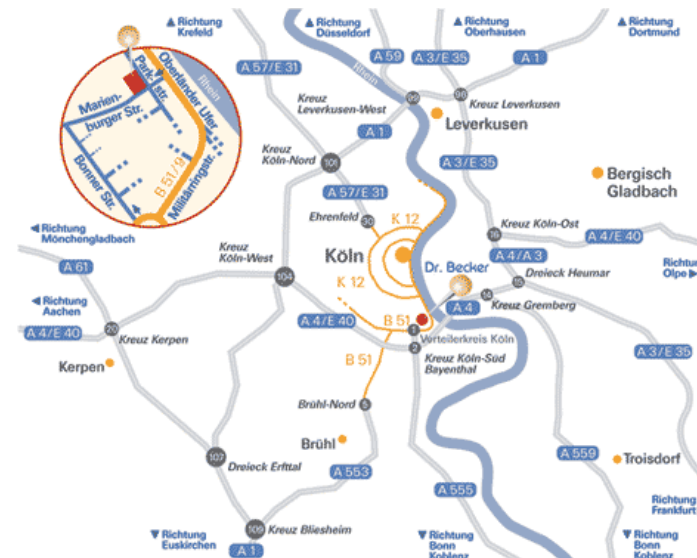 ▲ Richtung
Krefeld
▲ Richtung
Düsseldorf
▲ Richtung
Oberhausen
▲ Richtung
Dortmund
A 57/E 31
A 59
A 3/E 35
A 1
Rhein
Park-
str.
Oberländer Ufer
Rhein
Marien-
burger Str.
Bonner Str.
B 51/9
Militärringstr.
Kreuz
Leverkusen-West
99
98
Kreuz Leverkusen
Leverkusen
A 1
Kreuz
Köln-Nord
101
A 3/E 35
A 57/E 31
Bergisch
Gladbach
Ehrenfeld
30
K 12
Kreuz Köln-Ost
16
A 4/E 40
◀ Richtung
Mönchengladbach
Kreuz
Köln-West
104
Köln
Dr. Becker
A 4/A 3
Richtung
Olpe ▶
A 61
K 12
Dreieck Heumar
15
14
Kreuz Gremberg
◀ Richtung
Aachen
A 4
A 4/E 40
20
Kreuz Kerpen
A 4/E 40
B 51
1
Verteilerkreis Köln
2
Kreuz Köln-Süd
Bayenthal
A 3/E 35
Kerpen
B 51
Brühl-Nord
5
Brühl
107
Dreieck Erfttal
A 553
A 559
Troisdorf
A 555
Richtung
Frankfurt
109
Kreuz Bliesheim
▼ Richtung
Euskirchen
A 1
▼ Richtung
Bonn
Koblenz
▼ Richtung
Bonn
Koblenz